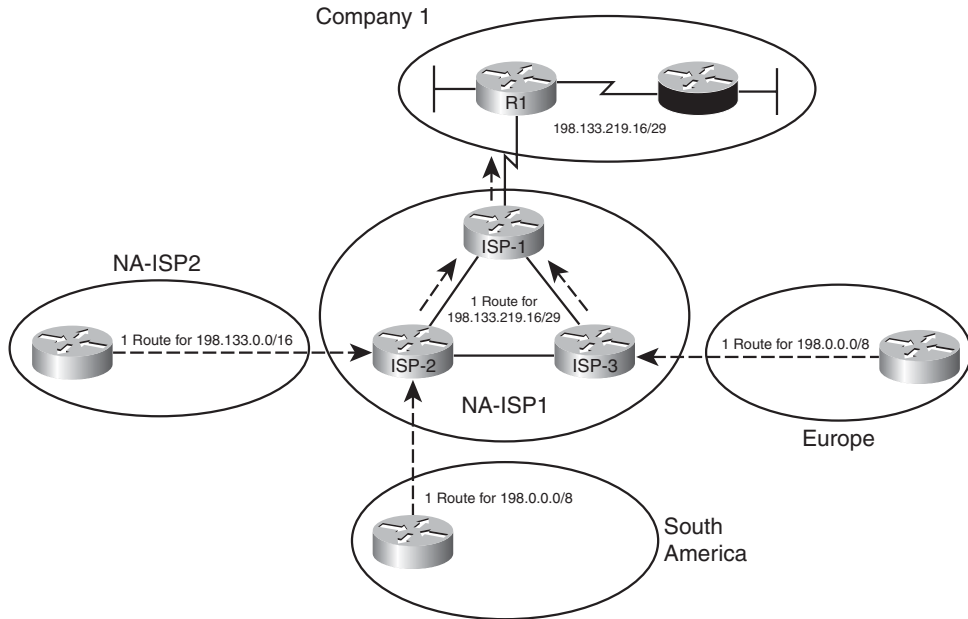 Company 1
R1
198.133.219.16/29
ISP-1
NA-ISP2
1 Route for
198.133.219.16/29
1 Route for 198.133.0.0/16
1 Route for 198.0.0.0/8
ISP-2
ISP-3
NA-ISP1
Europe
1 Route for 198.0.0.0/8
South
America